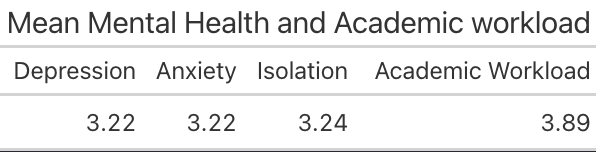 Mean Mental Health and Academic workload
Depression Anxiety Isolation Academic Workload
3.22 3.22 3.24 3.89